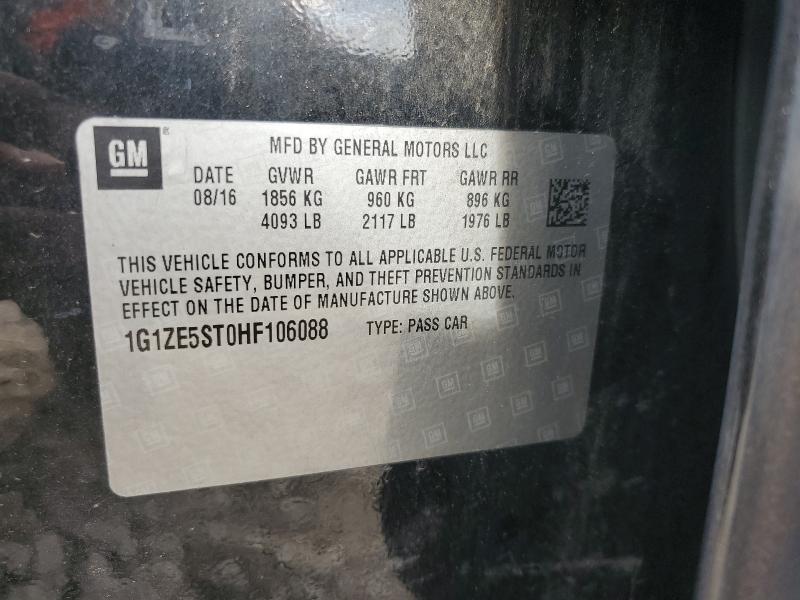 GM
MFD BY GENERAL MOTORS LLC
DATE GVWR GAWR FRT GAWR RR
08/16 1856 KG 960 KG 896 KG
4093 LB 2117 LB 1976 LB
THIS VEHICLE CONFORMS TO ALL APPLICABLE U.S. FEDERAL MOTOR
VEHICLE SAFETY, BUMPER, AND THEFT PREVENTION STANDARDS IN
EFFECT ON THE DATE OF MANUFACTURE SHOWN ABOVE.
1G1ZE5ST0HF106088 TYPE: PASS CAR